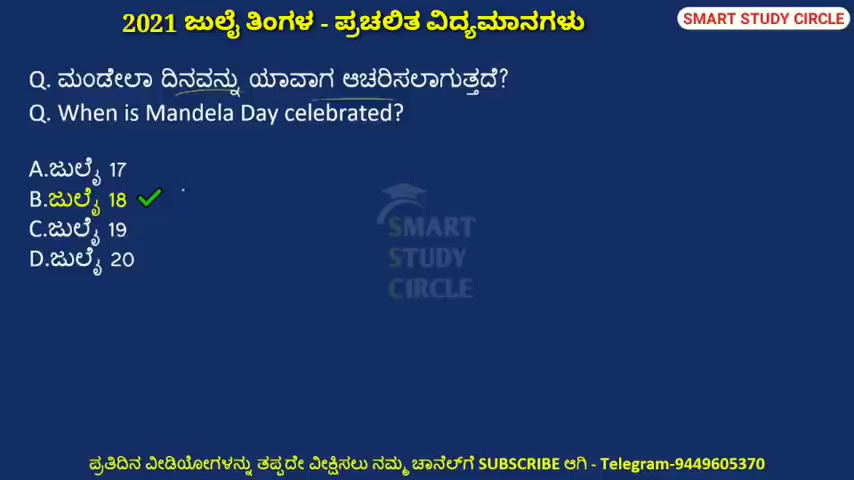 2021 ಜುಲೈ ತಿಂಗಳ - ಪ್ರಚಲಿತ ವಿದ್ಯಮಾನಗಳು
SMART STUDY CIRCLE
Q. ಮಂಡೇಲಾ ದಿನವನ್ನು ಯಾವಾಗ ಆಚರಿಸಲಾಗುತ್ತದೆ?
Q. When is Mandela Day celebrated?
A.ಜುಲೈ 17
B.ಜುಲೈ 18
C.ಜುಲೈ 19
D.ಜುಲೈ 20
SMART
STUDY
CIRCLE
ಪ್ರತಿದಿನ ವೀಡಿಯೋಗಳನ್ನು ತಪ್ಪದೇ ವೀಕ್ಷಿಸಲು ನಮ್ಮ ಚಾನೆಲ್‌ಗೆ SUBSCRIBE ಆಗಿ - Telegram-9449605370